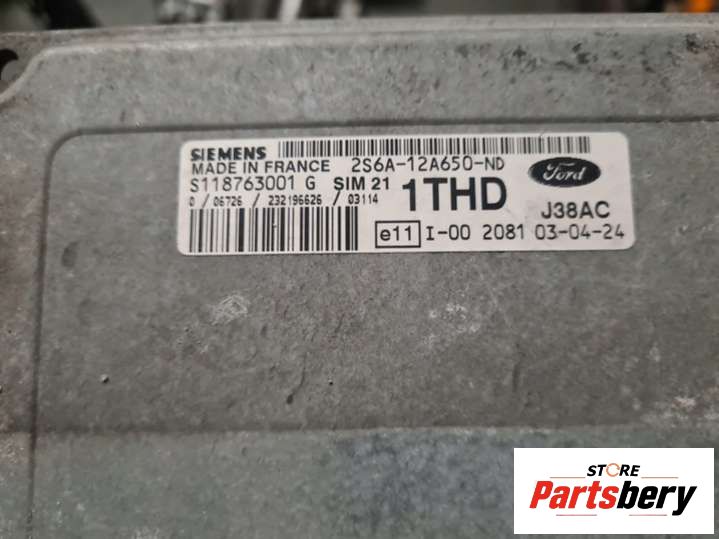 SIEMENS
MADE IN FRANCE 2S6A-12A650-ND
S118763001 G SIM 21 1THD
Ford
J38AC
0 / 06726 / 232196626 / 03114
e11 I-00 2081 03-04-24
STORE
Partsbery